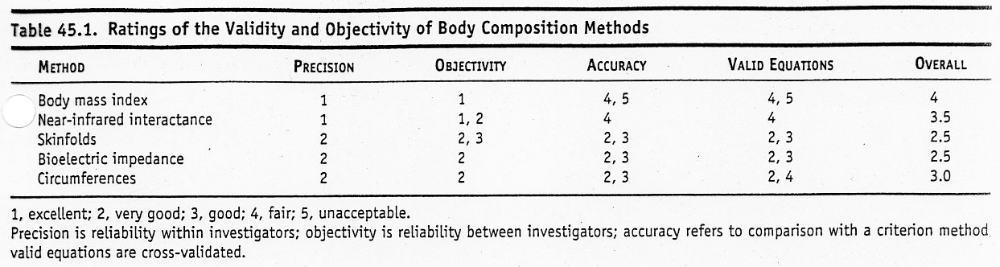 Table 45.1. Ratings of the Validity and Objectivity of Body Composition Methods
METHOD PRECISION OBJECTIVITY ACCURACY VALID EQUATIONS OVERALL
Body mass index 1 1 4, 5 4, 5 4
Near-infrared interactance 1 1, 2 4 4 3.5
Skinfolds 2 2, 3 2, 3 2, 3 2.5
Bioelectric impedance 2 2 2, 3 2, 3 2.5
Circumferences 2 2 2, 3 2, 4 3.0
1, excellent; 2, very good; 3, good; 4, fair; 5, unacceptable.
Precision is reliability within investigators; objectivity is reliability between investigators; accuracy refers to comparison with a criterion method
valid equations are cross-validated.